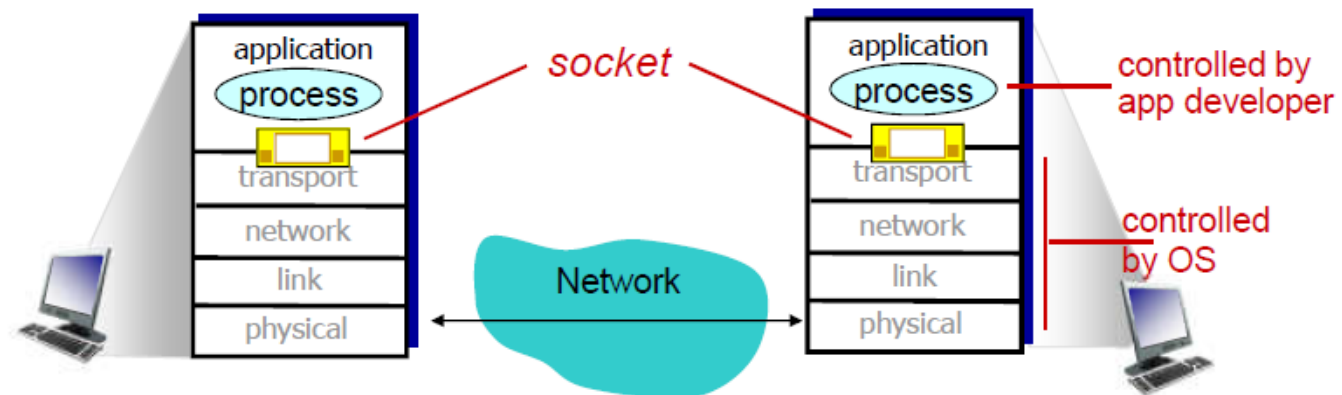 application
process
transport
network
link
physical
socket
Network
application
process
transport
network
link
physical
controlled by
app developer
controlled
by OS